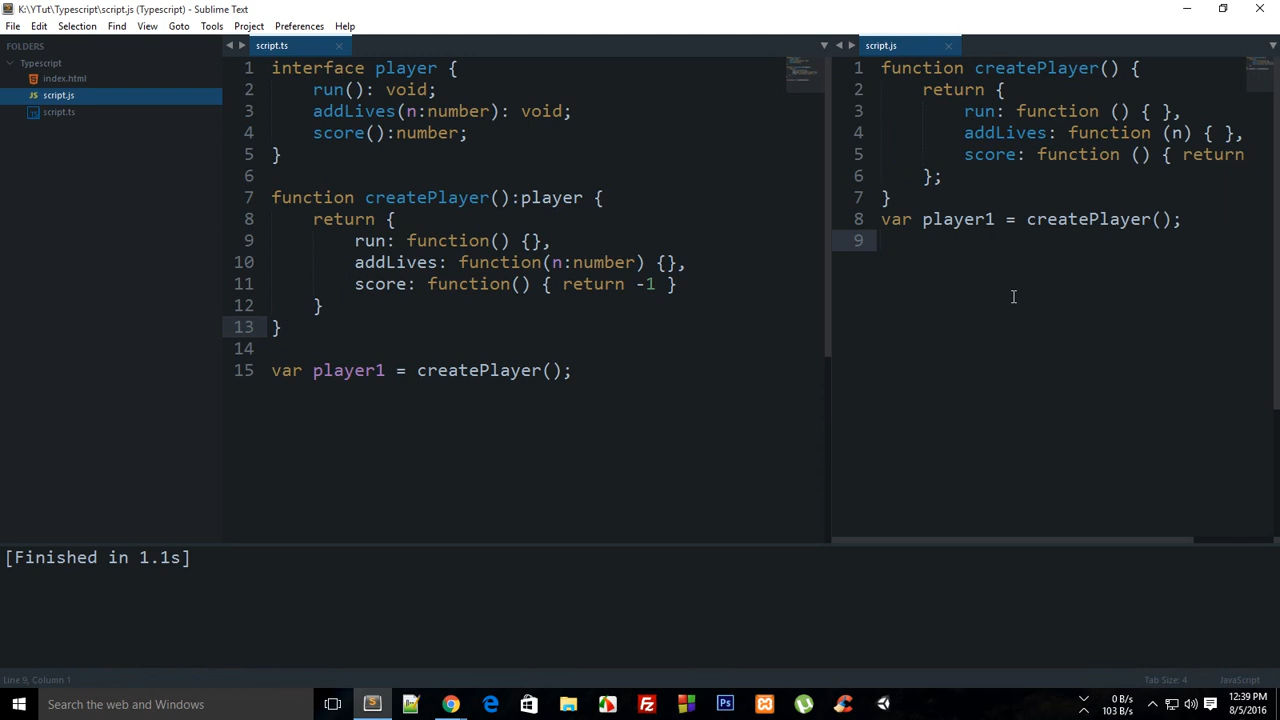 K:\YTut\Typescript\script.js (Typescript) - Sublime Text
File Edit Selection Find View Goto Tools Project Preferences Help
FOLDERS
Typescript
index.html
JS script.js
TS script.ts
script.ts
1 interface player {
2 run(): void;
3 addLives(n:number): void;
4 score():number;
5 }
6
7 function createPlayer():player {
8 return {
9 run: function() {},
10 addLives: function(n:number) {},
11 score: function() { return -1 }
12 }
13 }
14
15 var player1 = createPlayer();
script.js
1 function createPlayer() {
2 return {
3 run: function () { },
4 addLives: function (n) { },
5 score: function () { return
6 };
7 }
8 var player1 = createPlayer();
9
[Finished in 1.1s]
Line 9, Column 1
Tab Size: 4
JavaScript
Search the web and Windows
0 B/s
103 B/s
12:39 PM
8/5/2016